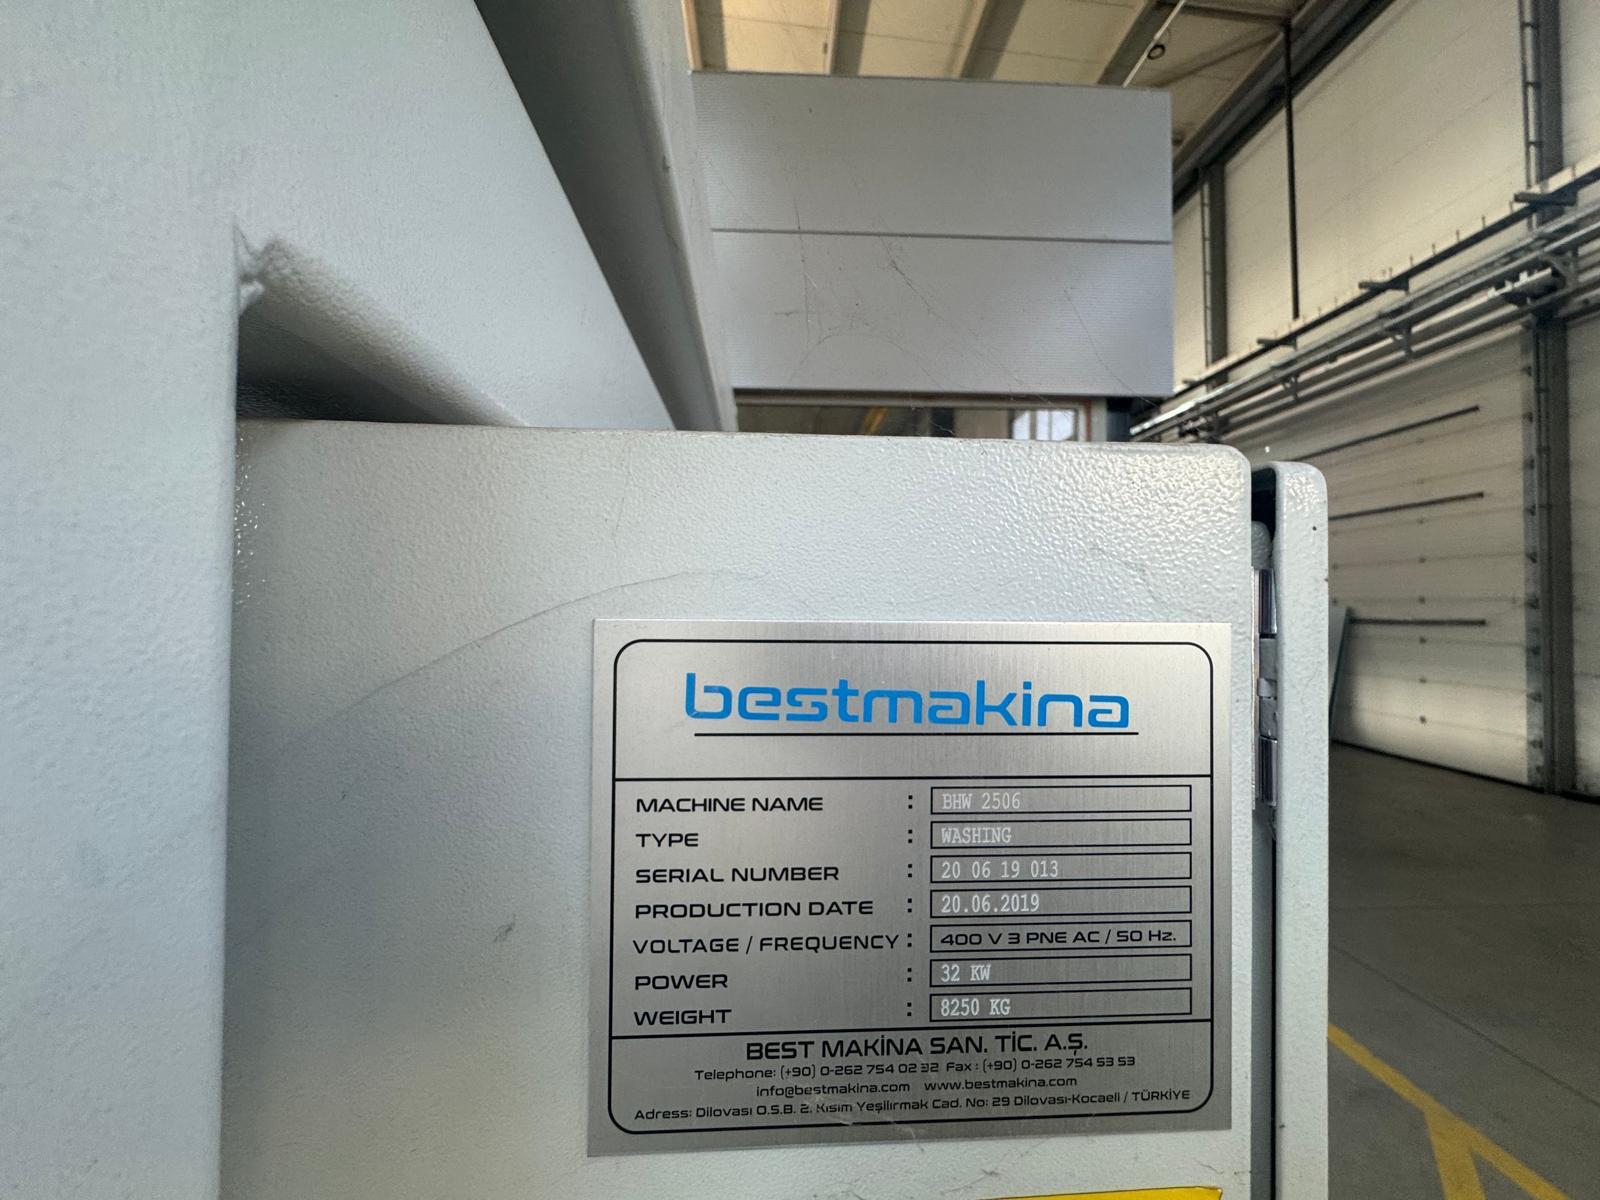 bestmakina
MACHINE NAME : BHW 2506
TYPE : WASHING
SERIAL NUMBER : 20 06 19 013
PRODUCTION DATE : 20.06.2019
VOLTAGE / FREQUENCY : 400 V 3 PNE AC / 50 Hz.
POWER : 32 KW
WEIGHT : 8250 KG
BEST MAKİNA SAN. TİC. A.Ş.
Telephone: (+90) 0-262 754 02 Fax : (+90) 0-262 754 53 53
info@bestmakina.com www.bestmakina.com
Adress: Dilovası O.S.B. 2. Kısım Yeşilırmak Cad. No: 29 Dilovası-Kocaeli / TÜRKİYE